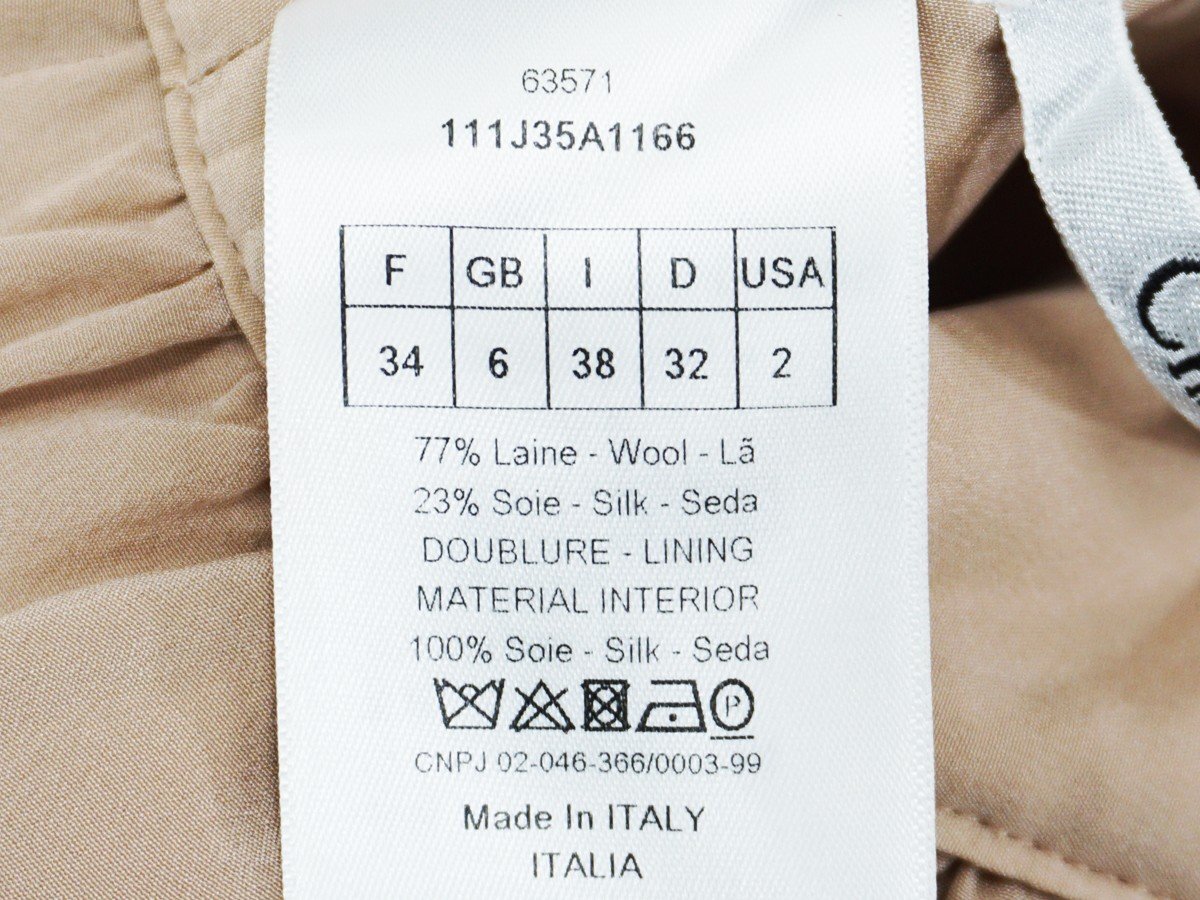 63571
111J35A1166
F GB I D USA
34 6 38 32 2
77% Laine - Wool - Lã
23% Soie - Silk - Seda
DOUBLURE - LINING
MATERIAL INTERIOR
100% Soie - Silk - Seda
P
CNPJ 02-046-366/0003-99
Made In ITALY
ITALIA